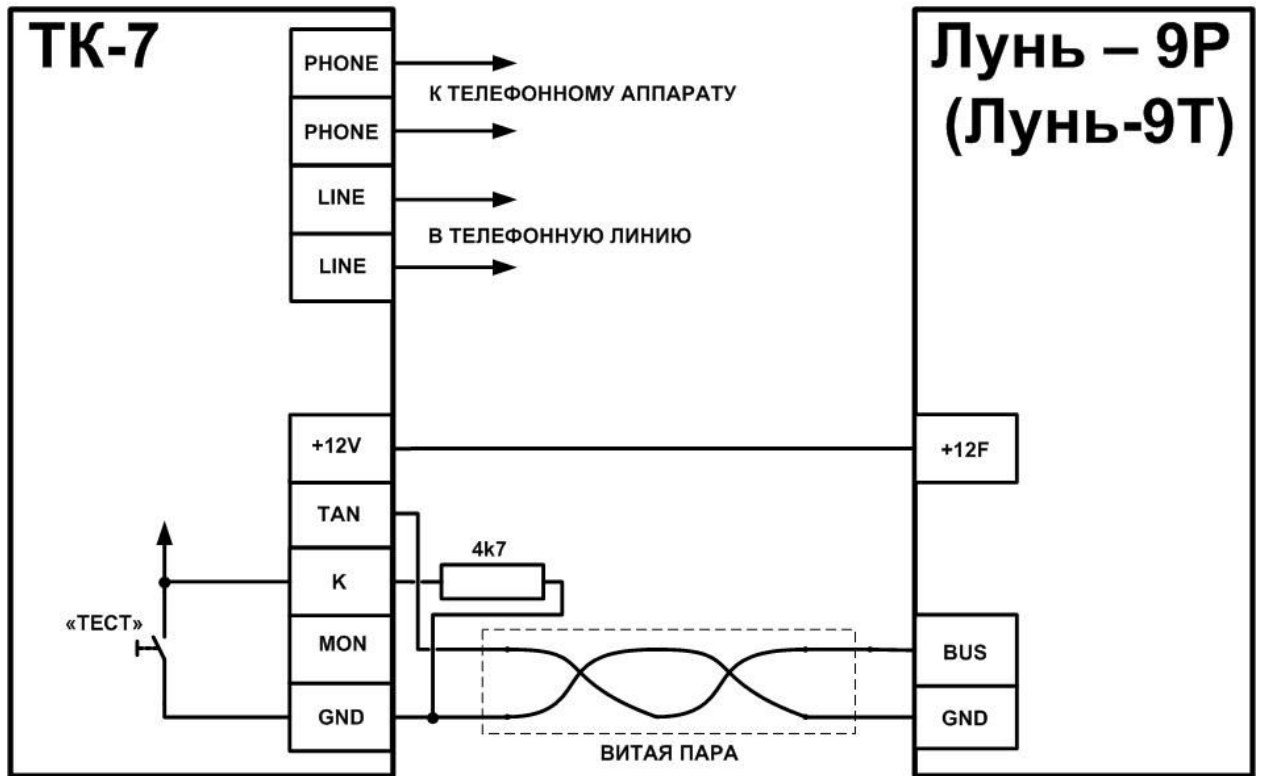 ТК-7
Лунь – 9Р
(Лунь-9Т)
PHONE
К ТЕЛЕФОННОМУ АППАРАТУ
PHONE
LINE
В ТЕЛЕФОННУЮ ЛИНИЮ
LINE
+12V
+12F
TAN
4k7
K
«ТЕСТ»
MON
BUS
GND
GND
ВИТАЯ ПАРА